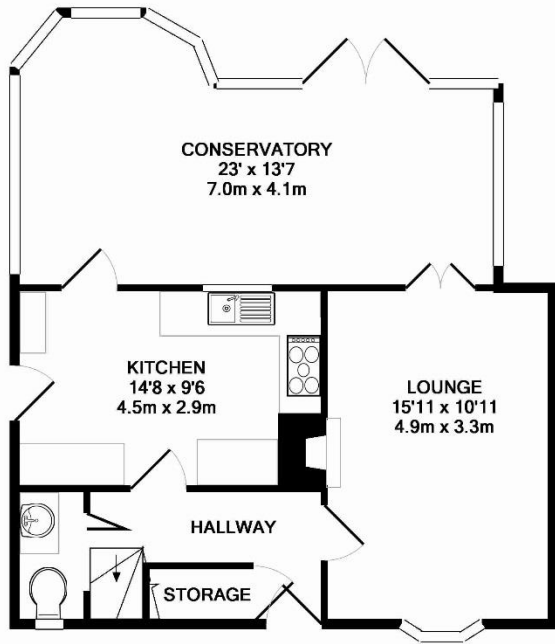 CONSERVATORY
23' x 13'7
7.0m x 4.1m
KITCHEN
14'8 x 9'6
4.5m x 2.9m
LOUNGE
15'11 x 10'11
4.9m x 3.3m
HALLWAY
STORAGE